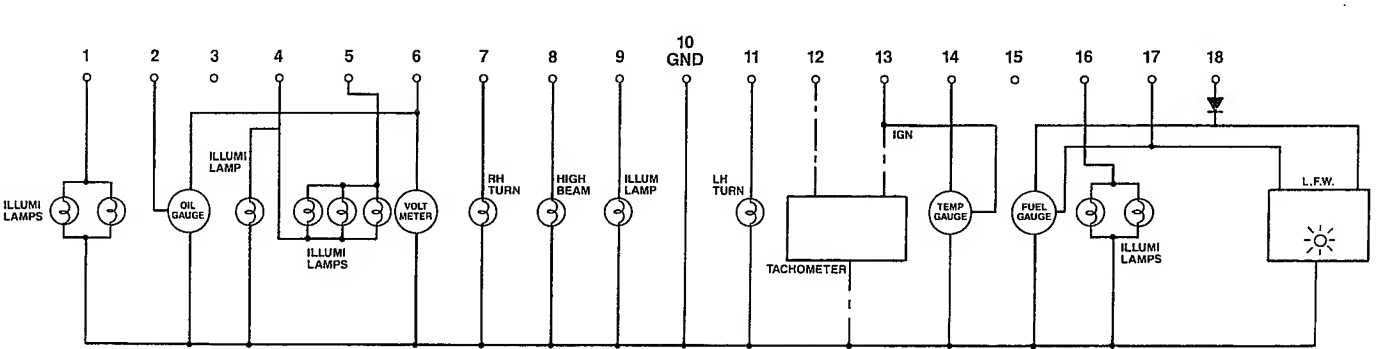 1 2 3 4 5 6 7 8 9 10 11 12 13 14 15 16 17 18
GND
IGN
ILLUMI
LAMP
RH
TURN
HIGH
BEAM
ILLUM
LAMP
LH
TURN
L.F.W.
ILLUMI
LAMPS
OIL
GAUGE
VOLT
METER
TEMP
GAUGE
FUEL
GAUGE
ILLUMI
LAMPS
TACHOMETER
ILLUMI
LAMPS